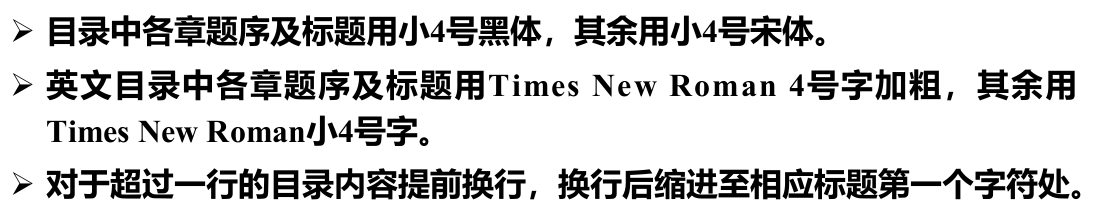 ➢ 目录中各章题序及标题用小4号黑体，其余用小4号宋体。
➢ 英文目录中各章题序及标题用Times New Roman 4号字加粗，其余用
Times New Roman小4号字。
➢ 对于超过一行的目录内容提前换行，换行后缩进至相应标题第一个字符处。